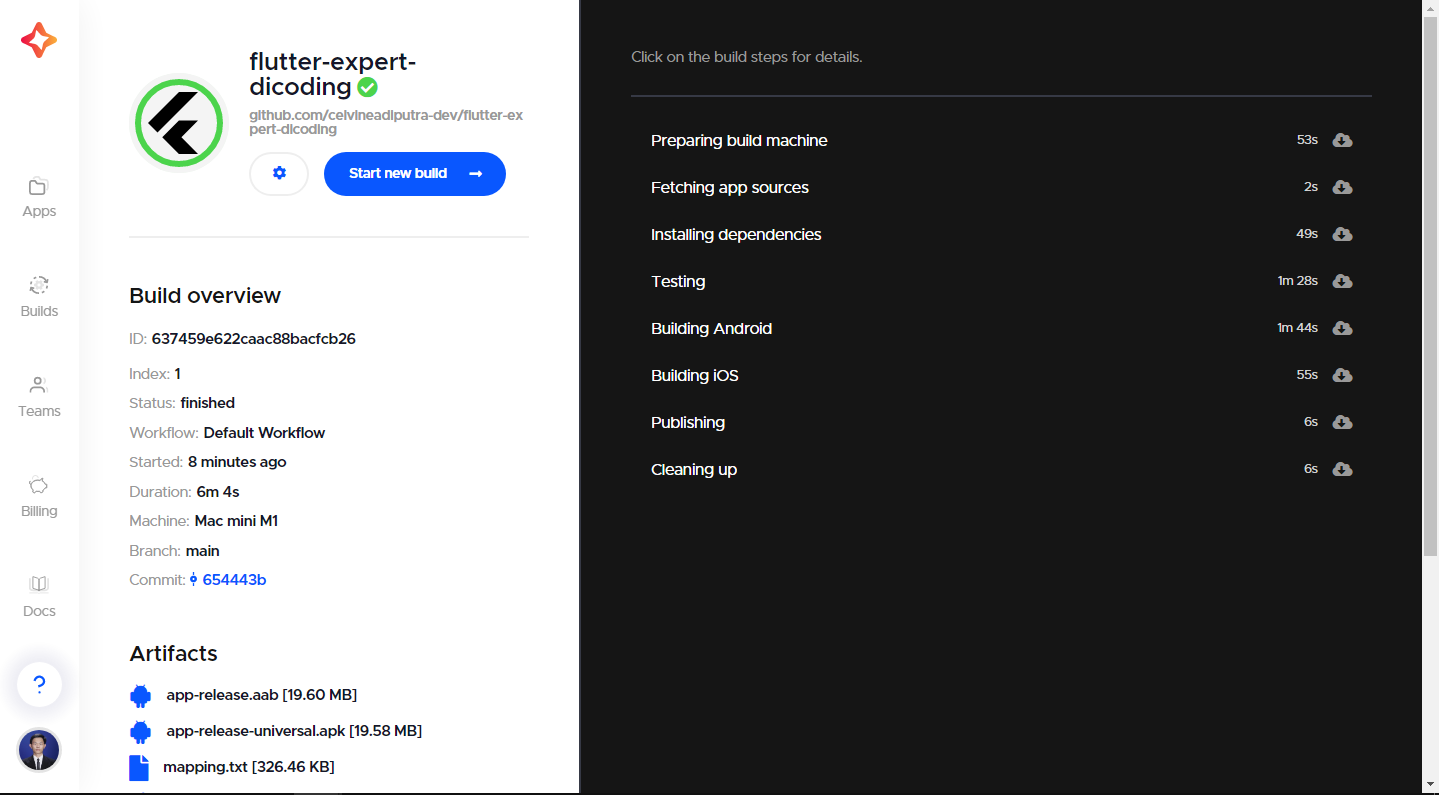 Apps
Builds
Teams
Billing
Docs
?
flutter-expert-
dicoding
github.com/celvineadiputra-dev/flutter-ex
pert-dicoding
Start new build
Build overview
ID: 637459e622caac88bacfcb26
Index: 1
Status: finished
Workflow: Default Workflow
Started: 8 minutes ago
Duration: 6m 4s
Machine: Mac mini M1
Branch: main
Commit: 654443b
Artifacts
app-release.aab [19.60 MB]
app-release-universal.apk [19.58 MB]
mapping.txt [326.46 KB]
Click on the build steps for details.
Preparing build machine 53s
Fetching app sources 2s
Installing dependencies 49s
Testing 1m 28s
Building Android 1m 44s
Building iOS 55s
Publishing 6s
Cleaning up 6s